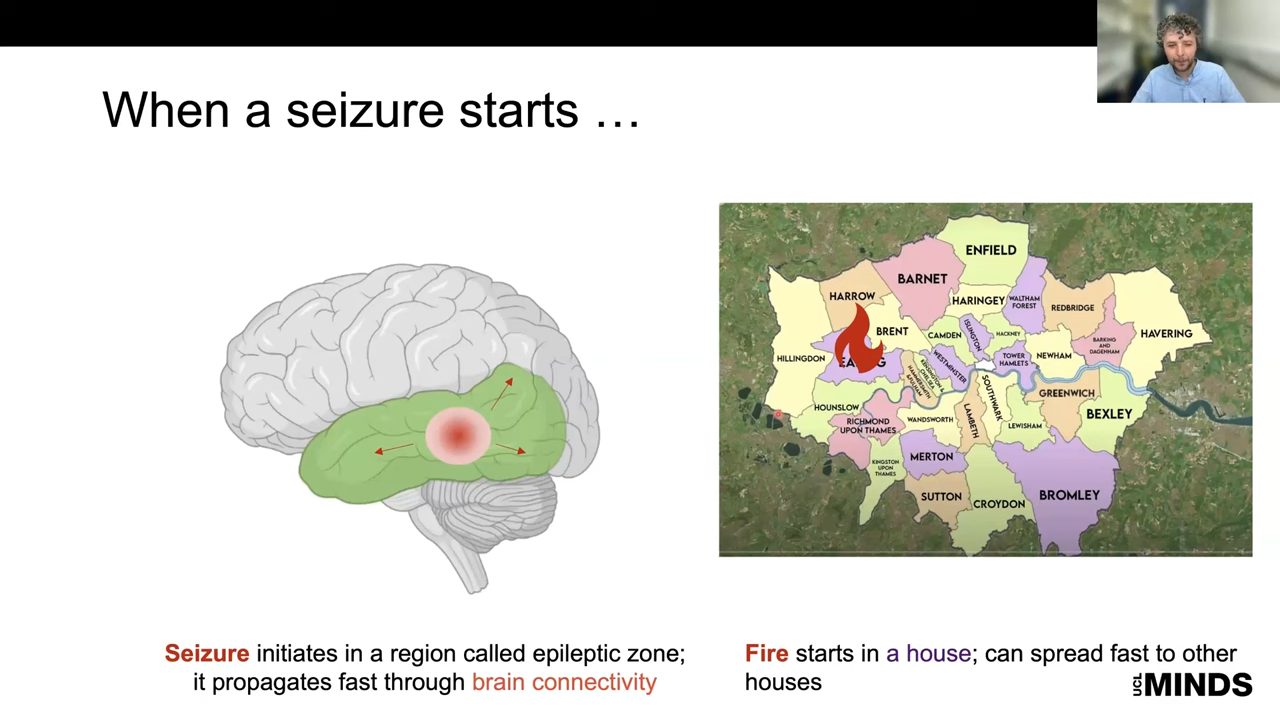 When a seizure starts …
ENFIELD
BARNET
HARROW
HARINGEY
WALTHAM
FOREST
REDBRIDGE
BRENT
CAMDEN
ISLINGTON
HACKNEY
HAVERING
BARKING
AND
DAGENHAM
HILLINGDON
WESTMINSTER
TOWER
HAMLETS
NEWHAM
KENSINGTON &
CHELSEA
HAMMERSMITH
& FULHAM
GREENWICH
HOUNSLOW
SOUTHWARK
BEXLEY
RICHMOND
UPON THAMES
WANDSWORTH
LAMBETH
LEWISHAM
MERTON
KINGSTON
UPON
THAMES
SUTTON
CROYDON
BROMLEY
Seizure initiates in a region called epileptic zone;
it propagates fast through brain connectivity
Fire starts in a house; can spread fast to other
houses
UCL MINDS